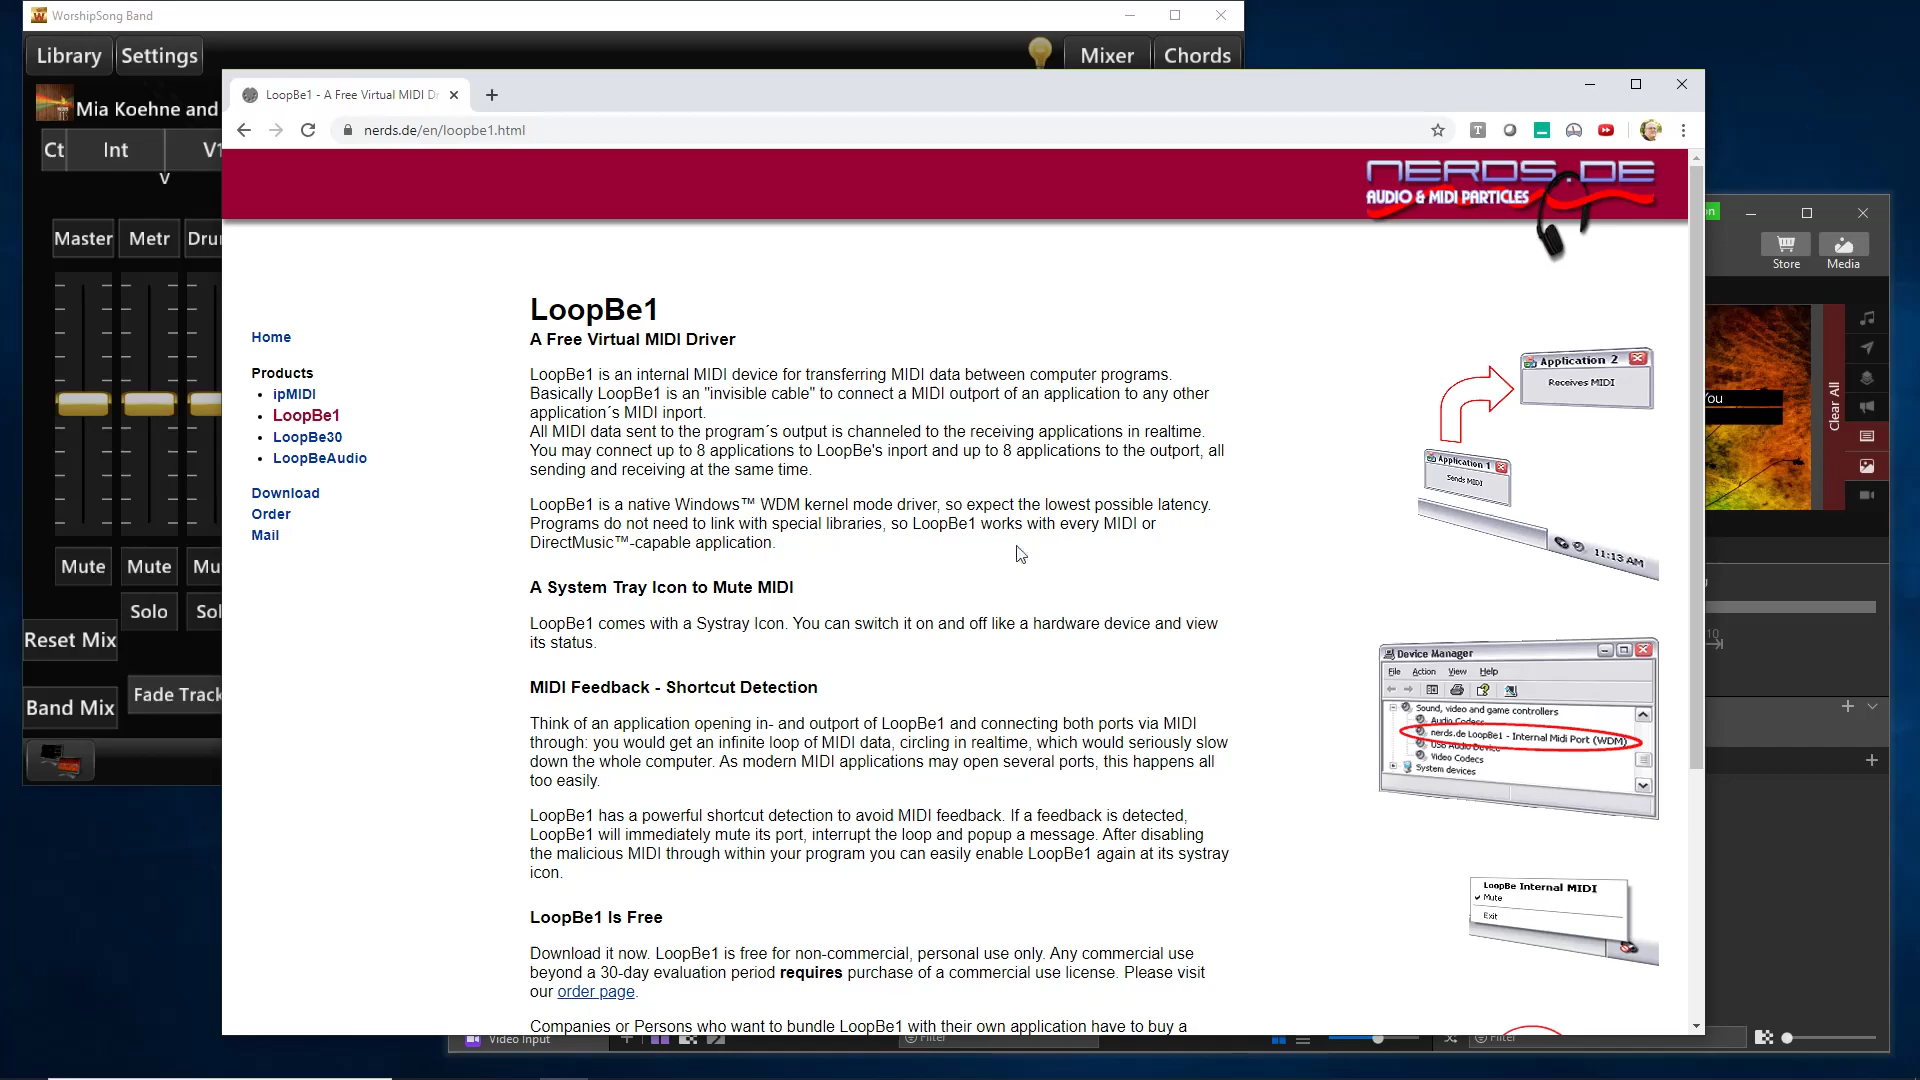 WorshipSong Band
Library
Settings
Mixer
Chords
Mia Koehne and
Ct
Int
V1
V
Master
Metr
Dru
Mute
Mute
Mu
Solo
Sol
Reset Mix
Band Mix
Fade Track
LoopBe1 - A Free Virtual MIDI Dr
nerds.de/en/loopbe1.html
NERDS.DE
AUDIO & MIDI PARTICLES
Home
Products
ipMIDI
LoopBe1
LoopBe30
LoopBeAudio
Download
Order
Mail
LoopBe1
A Free Virtual MIDI Driver
LoopBe1 is an internal MIDI device for transferring MIDI data between computer programs.
Basically LoopBe1 is an "invisible cable" to connect a MIDI outport of an application to any other
application´s MIDI inport.
All MIDI data sent to the program´s output is channeled to the receiving applications in realtime.
You may connect up to 8 applications to LoopBe's inport and up to 8 applications to the outport, all
sending and receiving at the same time.
LoopBe1 is a native Windows™ WDM kernel mode driver, so expect the lowest possible latency.
Programs do not need to link with special libraries, so LoopBe1 works with every MIDI or
DirectMusic™-capable application.
A System Tray Icon to Mute MIDI
LoopBe1 comes with a Systray Icon. You can switch it on and off like a hardware device and view
its status.
MIDI Feedback - Shortcut Detection
Think of an application opening in- and outport of LoopBe1 and connecting both ports via MIDI
through: you would get an infinite loop of MIDI data, circling in realtime, which would seriously slow
down the whole computer. As modern MIDI applications may open several ports, this happens all
too easily.
LoopBe1 has a powerful shortcut detection to avoid MIDI feedback. If a feedback is detected,
LoopBe1 will immediately mute its port, interrupt the loop and popup a message. After disabling
the malicious MIDI through within your program you can easily enable LoopBe1 again at its systray
icon.
LoopBe1 Is Free
Download it now. LoopBe1 is free for non-commercial, personal use only. Any commercial use
beyond a 30-day evaluation period requires purchase of a commercial use license. Please visit
our order page.
Companies or Persons who want to bundle LoopBe1 with their own application have to buy a
Application 2
Receives MIDI
Application 1
Sends MIDI
11:13 AM
Device Manager
File Action View Help
Sound, video and game controllers
Audio Codecs
nerds.de LoopBe1 - Internal Midi Port (WDM)
USB Audio Device
Video Codecs
System devices
LoopBe Internal MIDI
Mute
Exit
on
Store
Media
You
Clear All
10
Video Input
Filter
Filter